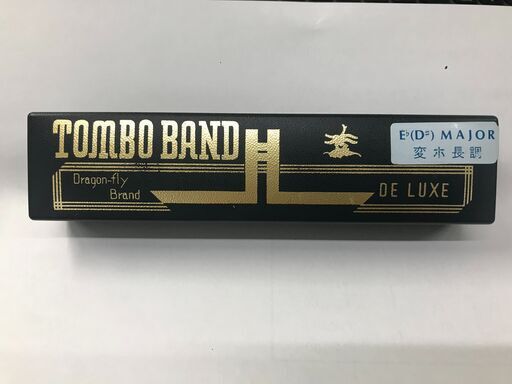 TOMBO BAND
Dragon-fly
Brand
DE LUXE
E♭(D♯) MAJOR
変ホ長調